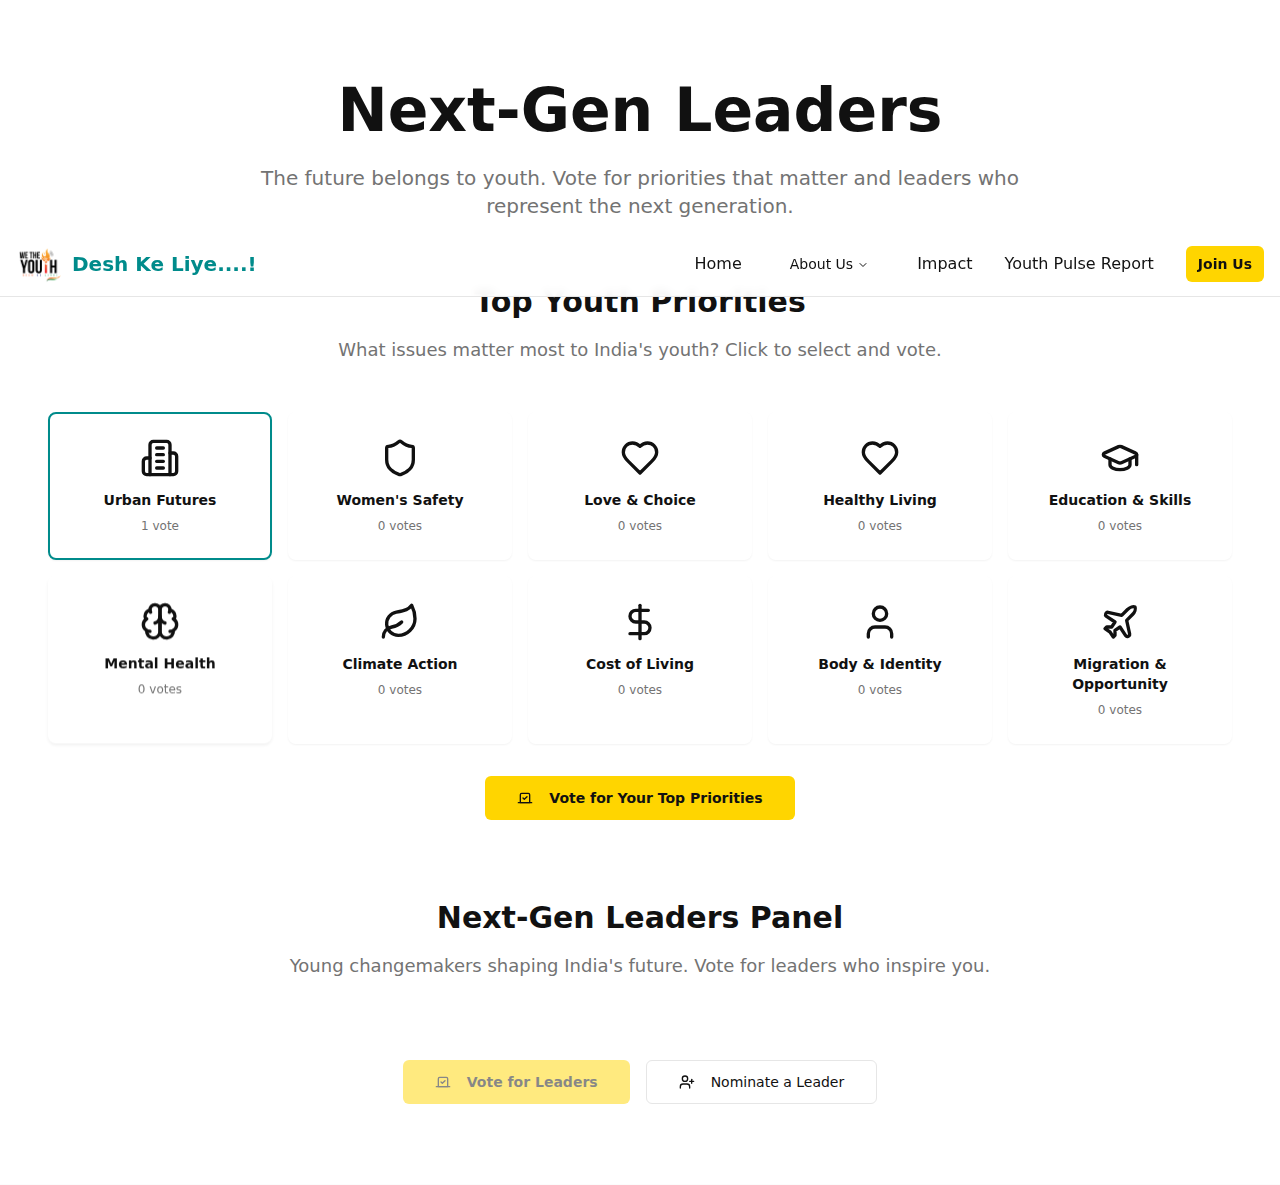 Next-Gen Leaders
The future belongs to youth. Vote for priorities that matter and leaders who
represent the next generation.
WE THE
YOUTH
Desh Ke Liye....!
Home
About Us
Impact
Youth Pulse Report
Join Us
Top Youth Priorities
What issues matter most to India's youth? Click to select and vote.
Urban Futures
1 vote
Women's Safety
0 votes
Love & Choice
0 votes
Healthy Living
0 votes
Education & Skills
0 votes
Mental Health
0 votes
Climate Action
0 votes
Cost of Living
0 votes
Body & Identity
0 votes
Migration &
Opportunity
0 votes
Vote for Your Top Priorities
Next-Gen Leaders Panel
Young changemakers shaping India's future. Vote for leaders who inspire you.
Vote for Leaders
Nominate a Leader